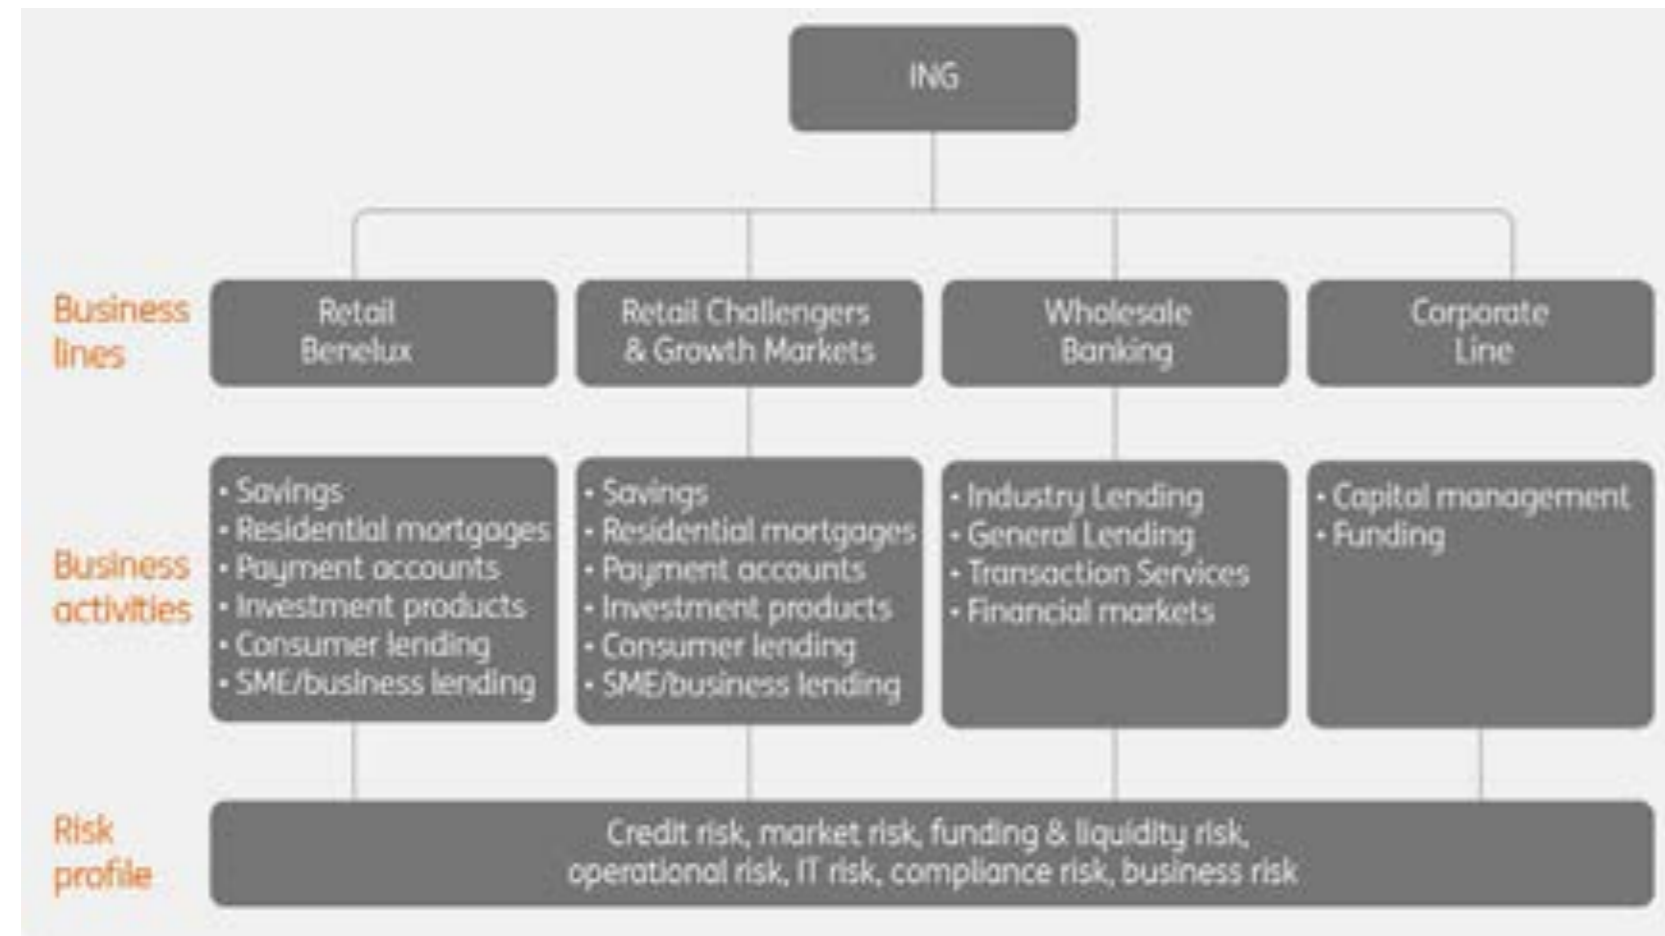 ING
Business
lines
Retail
Benelux
Retail Challengers
& Growth Markets
Wholesale
Banking
Corporate
Line
Business
activities
• Savings
• Residential mortgages
• Payment accounts
• Investment products
• Consumer lending
• SME/business lending
• Savings
• Residential mortgages
• Payment accounts
• Investment products
• Consumer lending
• SME/business lending
• Industry Lending
• General Lending
• Transaction Services
• Financial markets
• Capital management
• Funding
Risk
profile
Credit risk, market risk, funding & liquidity risk,
operational risk, IT risk, compliance risk, business risk